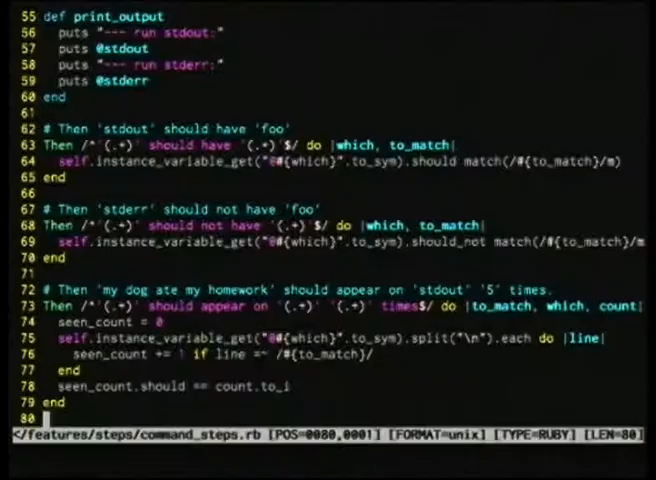 55 def print_output
56   puts "--- run stdout:"
57   puts @stdout
58   puts "--- run stderr:"
59   puts @stderr
60 end
61
62 # Then 'stdout' should have 'foo'
63 Then /^'(.+)' should have '(.+)'$/ do |which, to_match|
64   self.instance_variable_get("@#{which}".to_sym).should match(/#{to_match}/m)
65 end
66
67 # Then 'stderr' should not have 'foo'
68 Then /^'(.+)' should not have '(.+)'$/ do |which, to_match|
69   self.instance_variable_get("@#{which}".to_sym).should_not match(/#{to_match}/m
70 end
71
72 # Then 'my dog ate my homework' should appear on 'stdout' '5' times.
73 Then /^'(.+)' should appear on '(.+)' '(.+)' times$/ do |to_match, which, count|
74   seen_count = 0
75   self.instance_variable_get("@#{which}".to_sym).split("\n").each do |line|
76     seen_count += 1 if line =~ /#{to_match}/
77   end
78   seen_count.should == count.to_i
79 end
80
</features/steps/command_steps.rb [POS=0080,0001] [FORMAT=unix] [TYPE=RUBY] [LEN=80]